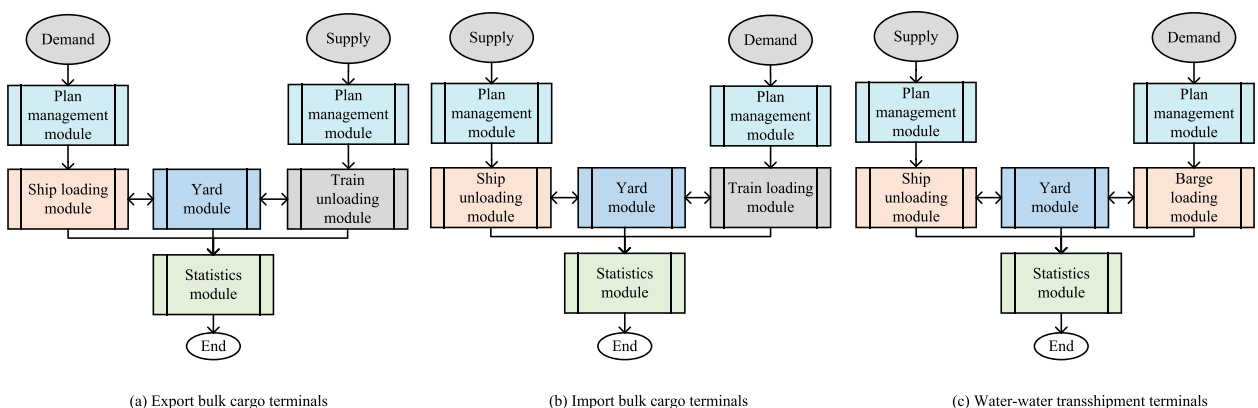 Demand
Supply
Plan
management
module
Plan
management
module
Ship loading
module
Yard
module
Train
unloading
module
Statistics
module
End
(a) Export bulk cargo terminals
Supply
Demand
Plan
management
module
Plan
management
module
Ship
unloading
module
Yard
module
Train loading
module
Statistics
module
End
(b) Import bulk cargo terminals
Supply
Demand
Plan
management
module
Plan
management
module
Ship
unloading
module
Yard
module
Barge
loading
module
Statistics
module
End
(c) Water-water transshipment terminals